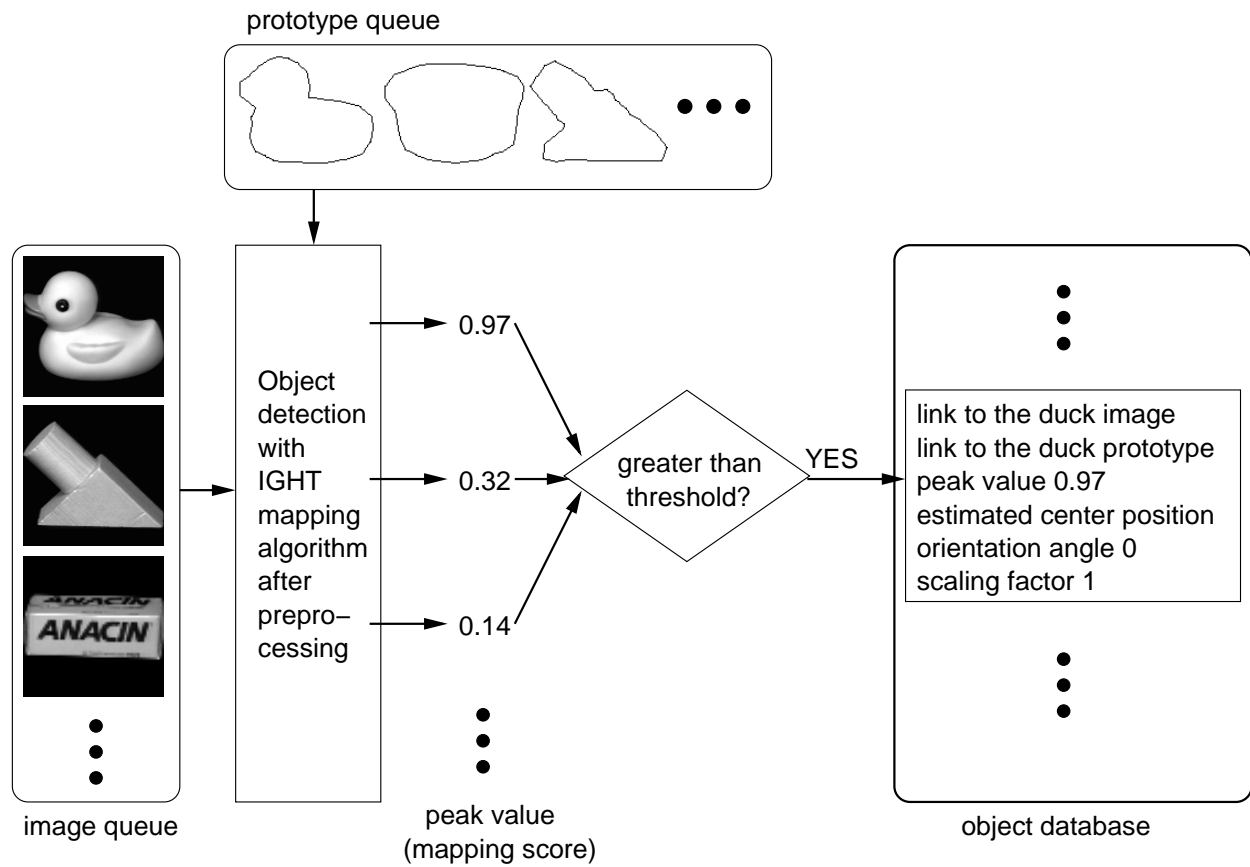 prototype queue
Object
detection
with
IGHT
mapping
algorithm
after
prepro-
cessing
0.97
0.32
0.14
greater than
threshold?
YES
link to the duck image
link to the duck prototype
peak value 0.97
estimated center position
orientation angle 0
scaling factor 1
ANACIN
ANACIN
image queue
peak value
(mapping score)
object database